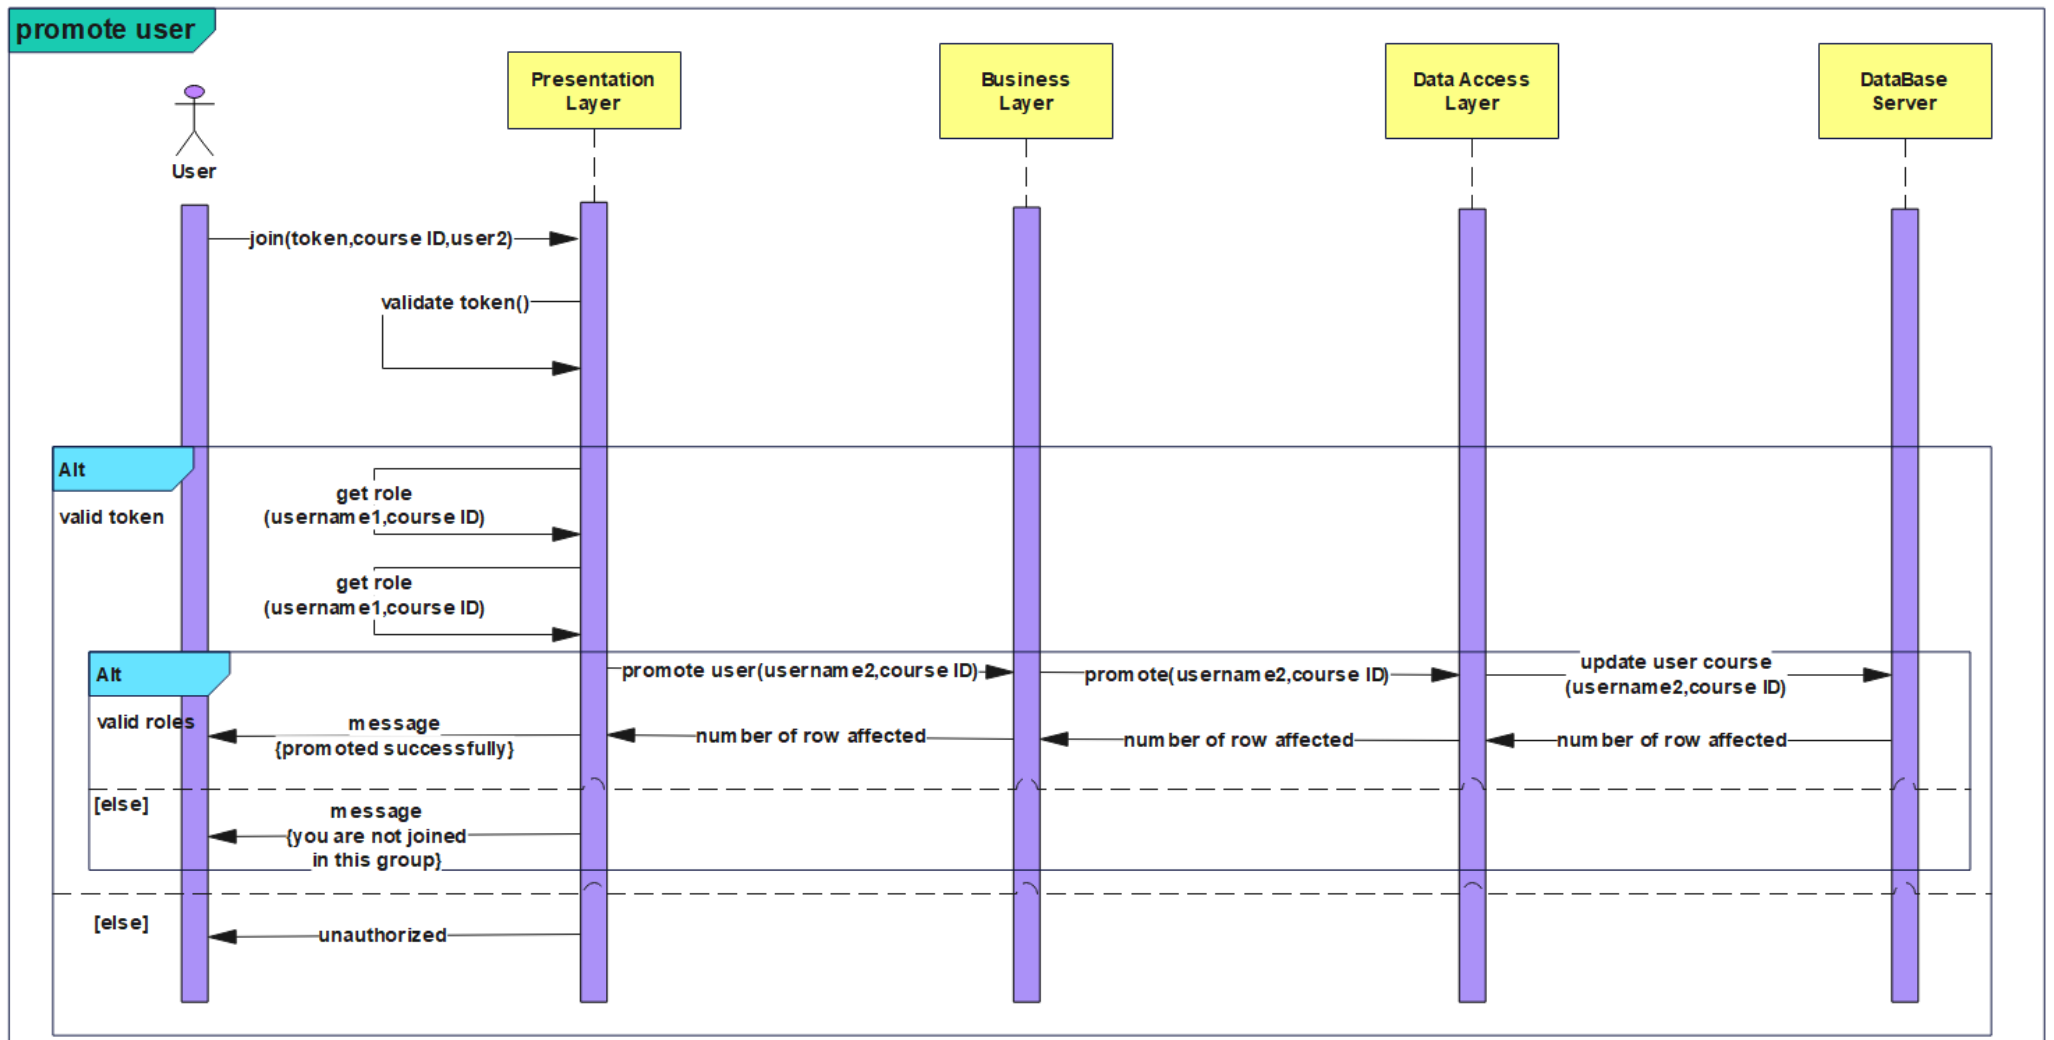 promote user
User
Presentation
Layer
Business
Layer
Data Access
Layer
DataBase
Server
join(token,course ID,user2)
validate token()
Alt
valid token
get role
(username1,course ID)
get role
(username1,course ID)
Alt
valid roles
promote user(username2,course ID)
promote(username2,course ID)
update user course
(username2,course ID)
message
{promoted successfully}
number of row affected
number of row affected
number of row affected
[else]
message
{you are not joined
in this group}
[else]
unauthorized